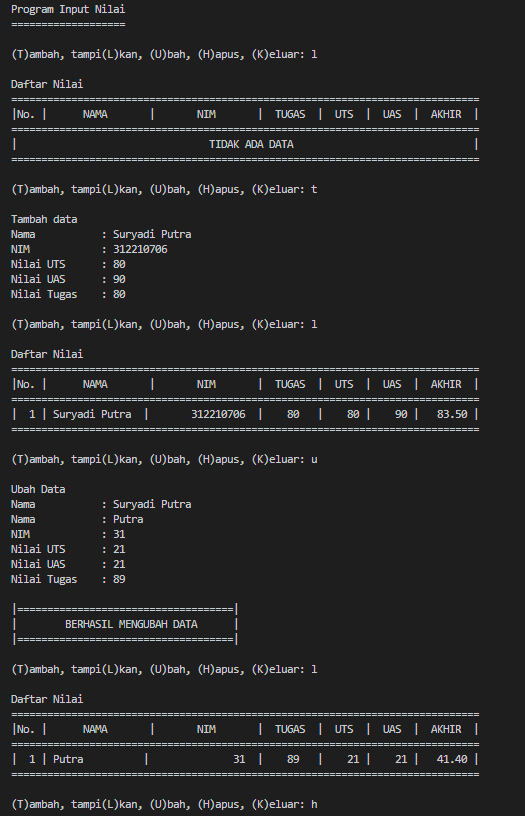 Program Input Nilai
===================
(T)ambah, tampi(L)kan, (U)bah, (H)apus, (K)eluar: l
Daftar Nilai
==============================================================================
|No. |      NAMA       |       NIM       |  TUGAS  |  UTS  |  UAS  |  AKHIR  |
==============================================================================
|                                TIDAK ADA DATA                              |
==============================================================================
(T)ambah, tampi(L)kan, (U)bah, (H)apus, (K)eluar: t
Tambah data
Nama           : Suryadi Putra
NIM            : 312210706
Nilai UTS      : 80
Nilai UAS      : 90
Nilai Tugas    : 80
(T)ambah, tampi(L)kan, (U)bah, (H)apus, (K)eluar: l
Daftar Nilai
==============================================================================
|No. |      NAMA       |       NIM       |  TUGAS  |  UTS  |  UAS  |  AKHIR  |
==============================================================================
|  1 | Suryadi Putra  |       312210706  |    80   |    80 |    90 |  83.50 |
==============================================================================
(T)ambah, tampi(L)kan, (U)bah, (H)apus, (K)eluar: u
Ubah Data
Nama           : Suryadi Putra
Nama           : Putra
NIM            : 31
Nilai UTS      : 21
Nilai UAS      : 21
Nilai Tugas    : 89
|====================================|
|        BERHASIL MENGUBAH DATA      |
|====================================|
(T)ambah, tampi(L)kan, (U)bah, (H)apus, (K)eluar: l
Daftar Nilai
==============================================================================
|No. |      NAMA       |       NIM       |  TUGAS  |  UTS  |  UAS  |  AKHIR  |
==============================================================================
|  1 | Putra          |              31  |    89   |    21 |    21 |  41.40 |
==============================================================================
(T)ambah, tampi(L)kan, (U)bah, (H)apus, (K)eluar: h